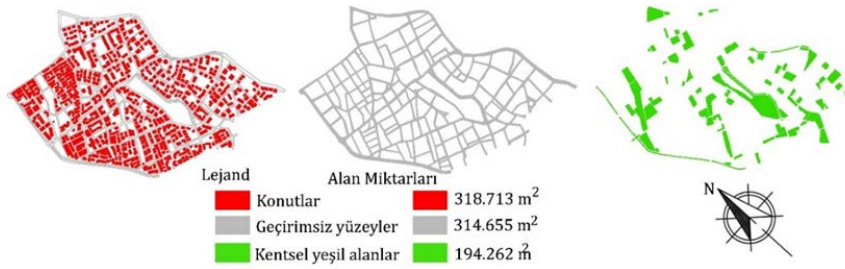 Lejand
Alan Miktarları
Konutlar
318.713 m²
Geçirimsiz yüzeyler
314.655 m²
Kentsel yeşil alanlar
194.262 m²
N